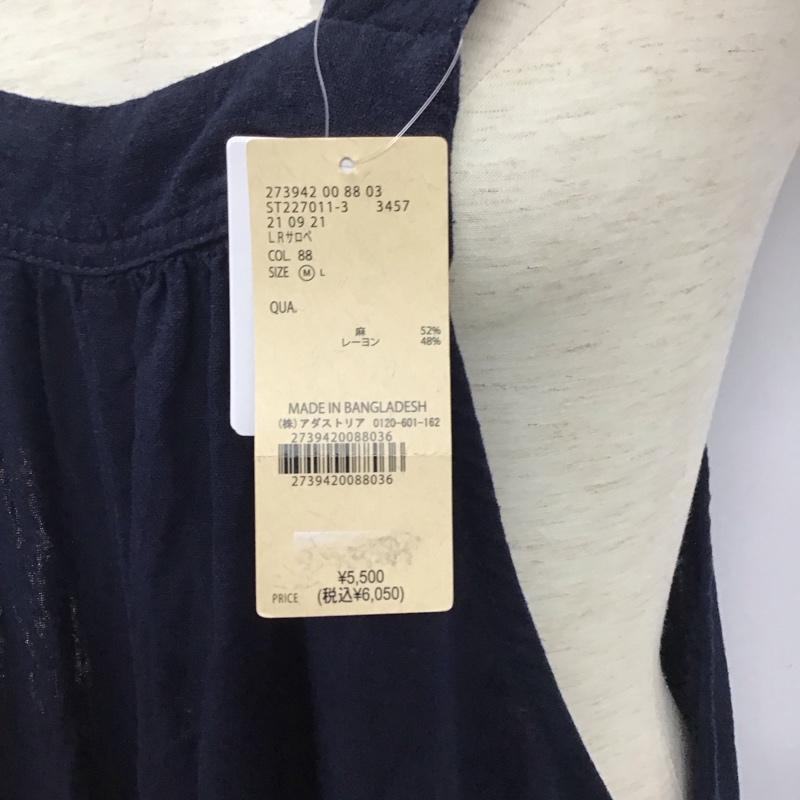 273942 00 88 03
ST227011-3 3457
21 09 21
LRサロペ
COL. 88
SIZE M L
QUA.
麻 52%
レーヨン 48%
MADE IN BANGLADESH
(株)アダストリア 0120-601-162
2739420088036
2739420088036
¥5,500
PRICE (税込¥6,050)